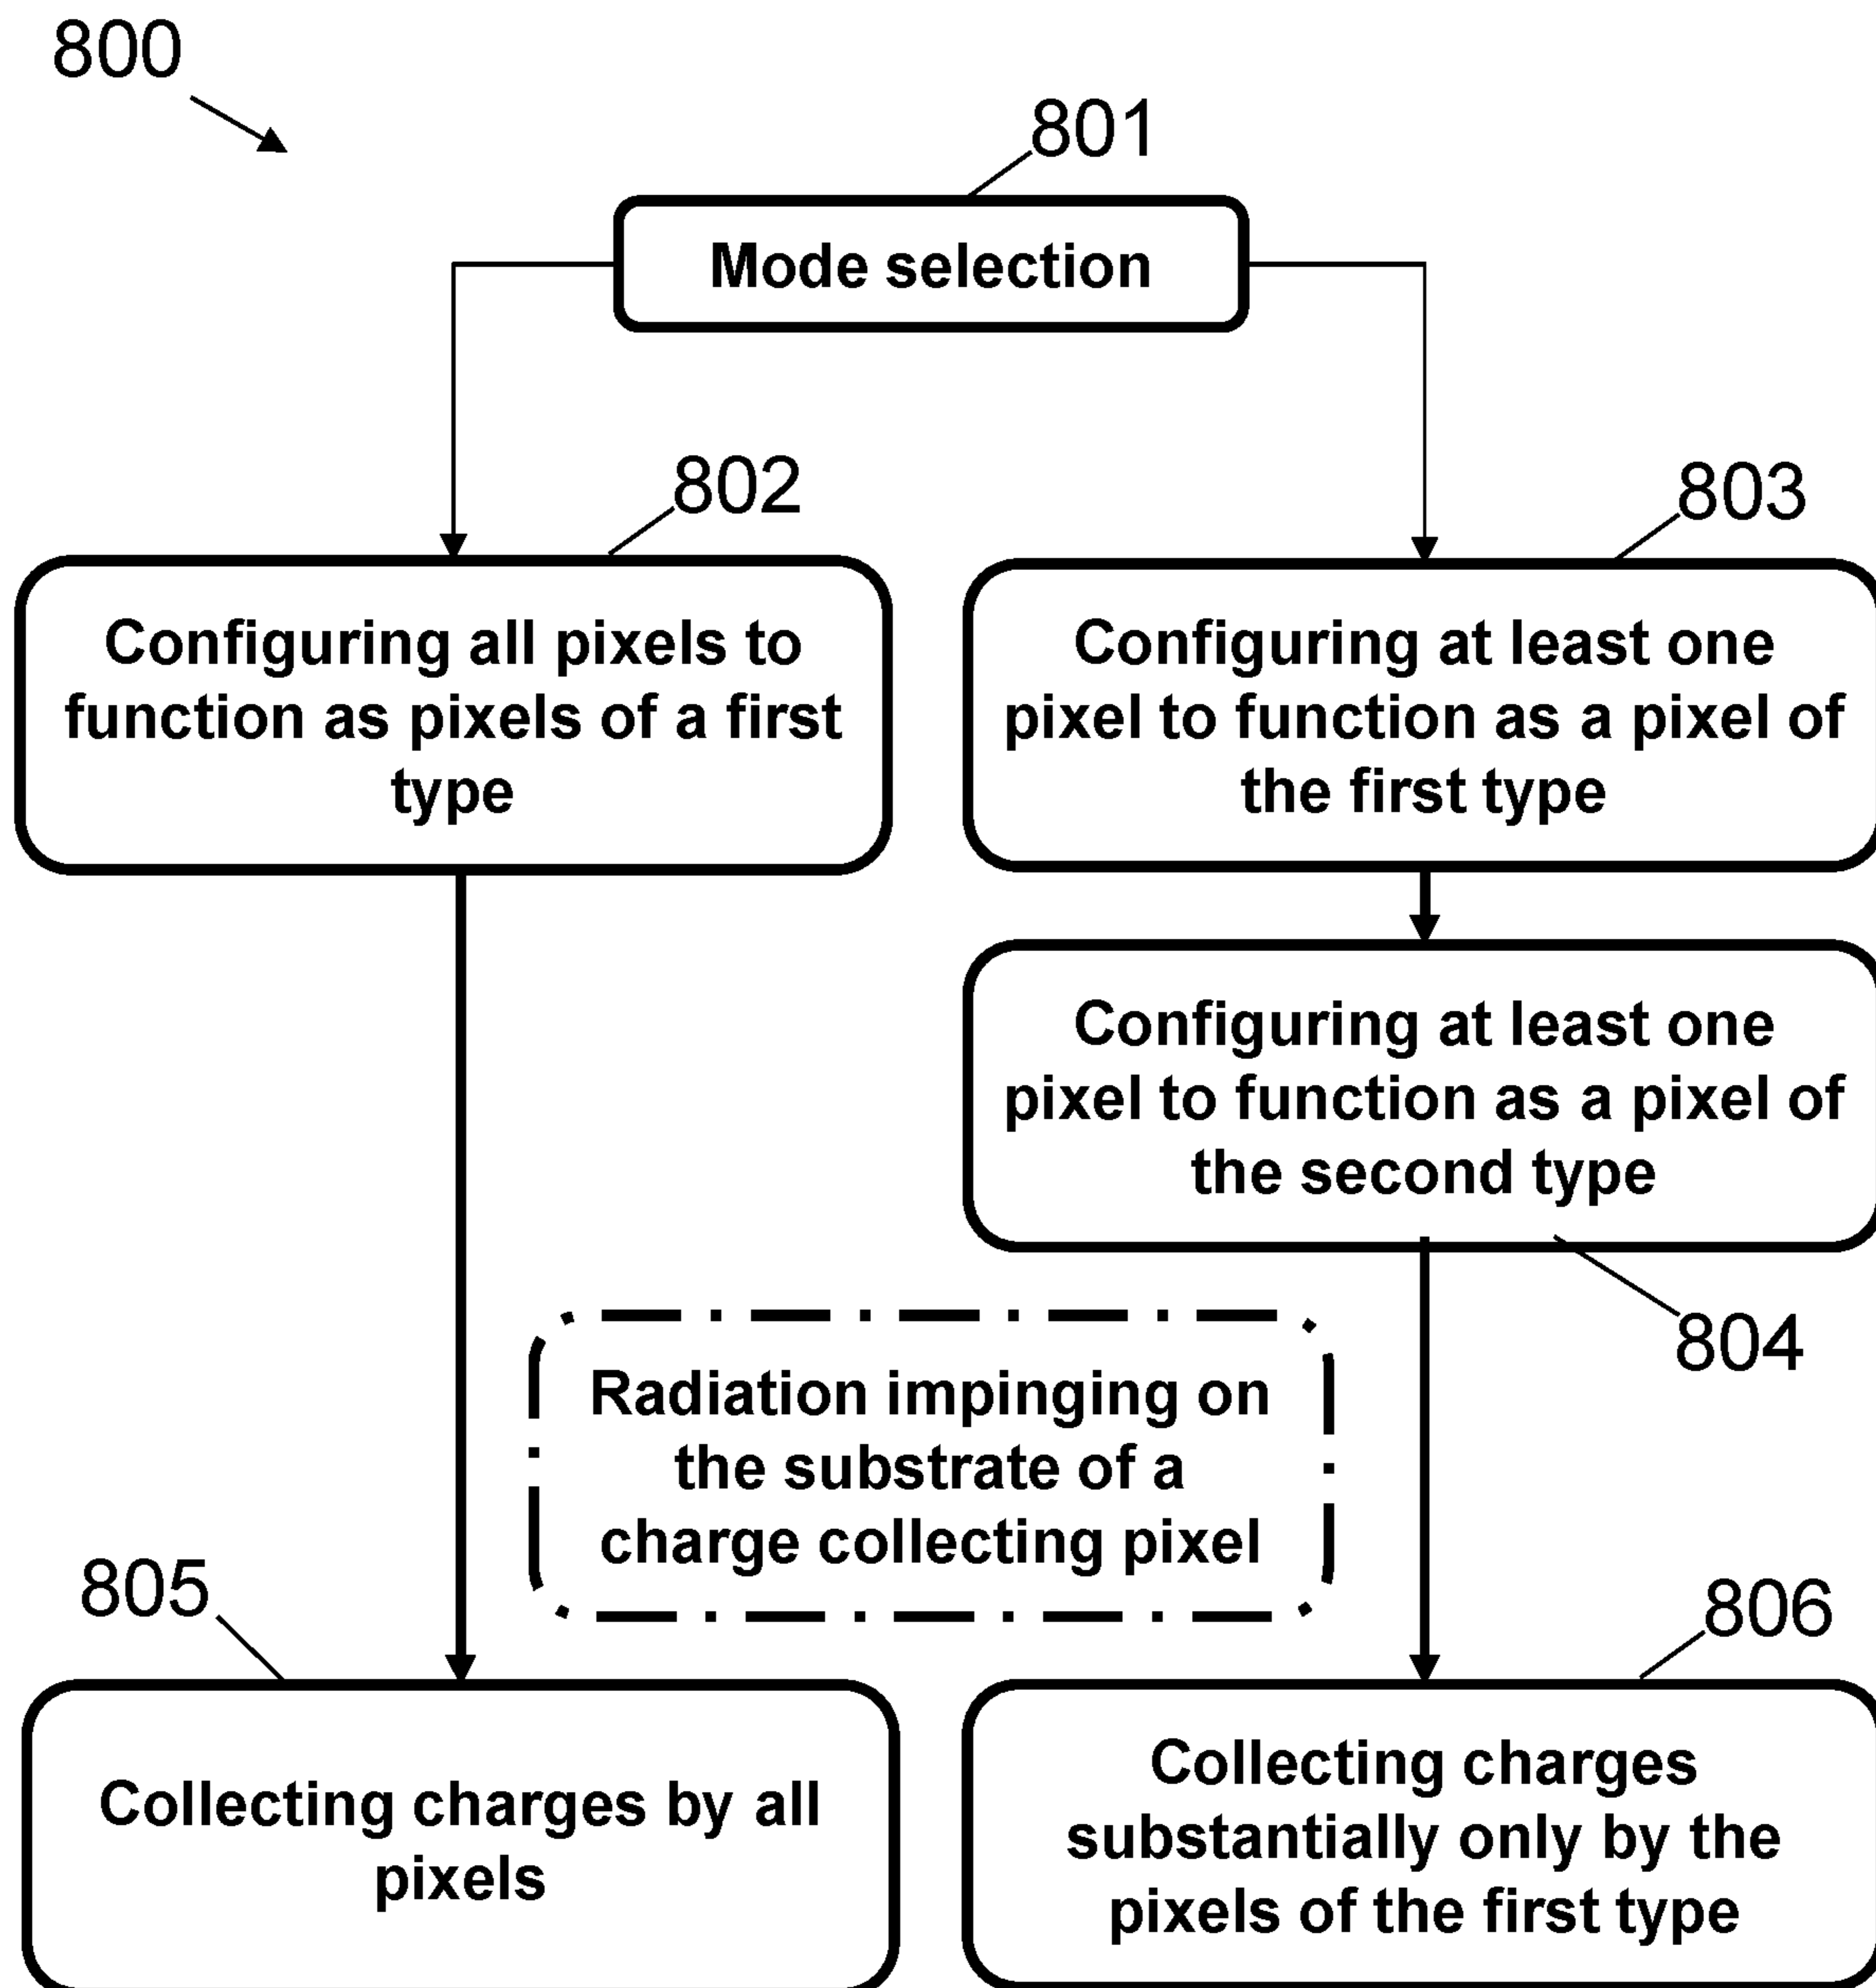 800
801
Mode selection
802
Configuring all pixels to
function as pixels of a first
type
803
Configuring at least one
pixel to function as a pixel of
the first type
Configuring at least one
pixel to function as a pixel of
the second type
804
Radiation impinging on
the substrate of a
charge collecting pixel
805
Collecting charges by all
pixels
806
Collecting charges
substantially only by the
pixels of the first type